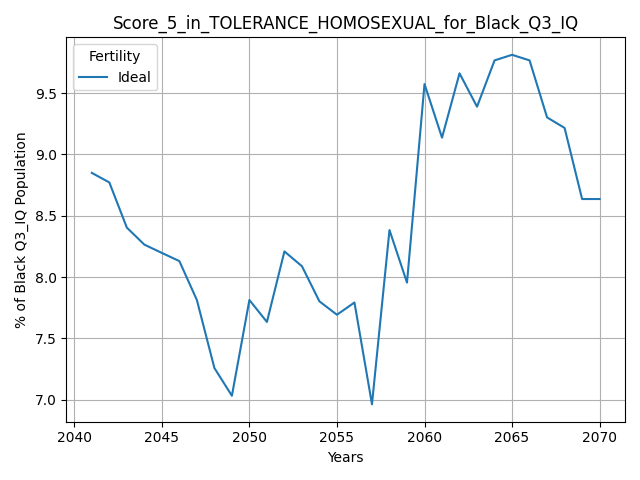 Score_5_in_TOLERANCE_HOMOSEXUAL_for_Black_Q3_IQ
Fertility
Ideal
% of Black Q3_IQ Population
9.5
9.0
8.5
8.0
7.5
7.0
2040 2045 2050 2055 2060 2065 2070
Years